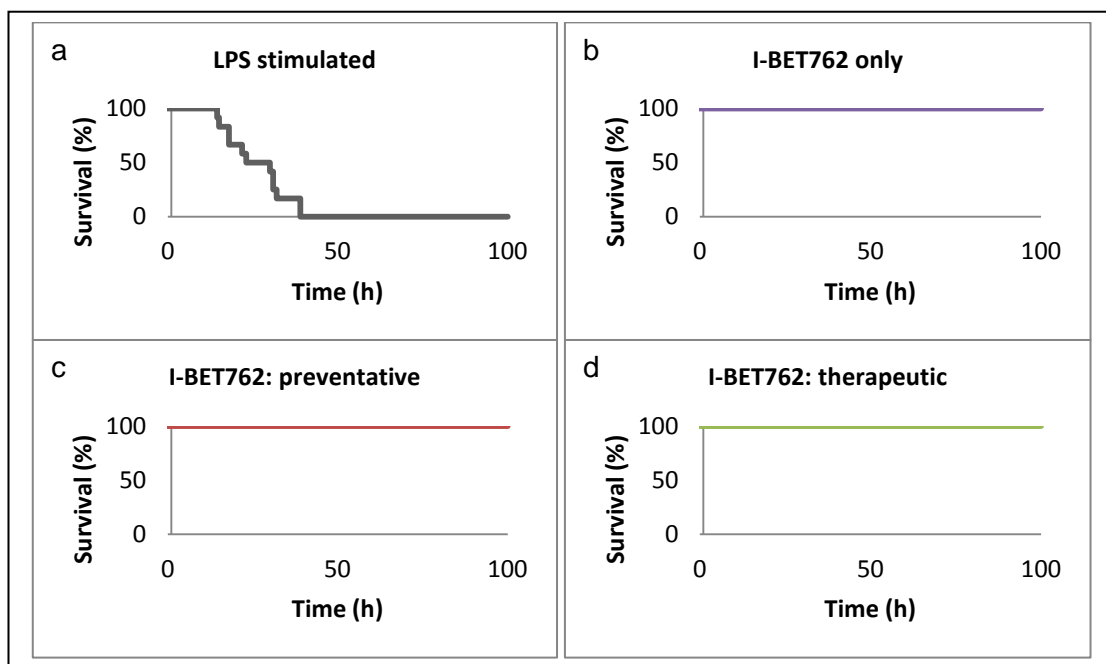 a
LPS stimulated
100
50
0
Survival (%)
0 50 100
Time (h)
b
I-BET762 only
100
50
0
Survival (%)
0 50 100
Time (h)
c
I-BET762: preventative
100
50
0
Survival (%)
0 50 100
Time (h)
d
I-BET762: therapeutic
100
50
0
Survival (%)
0 50 100
Time (h)